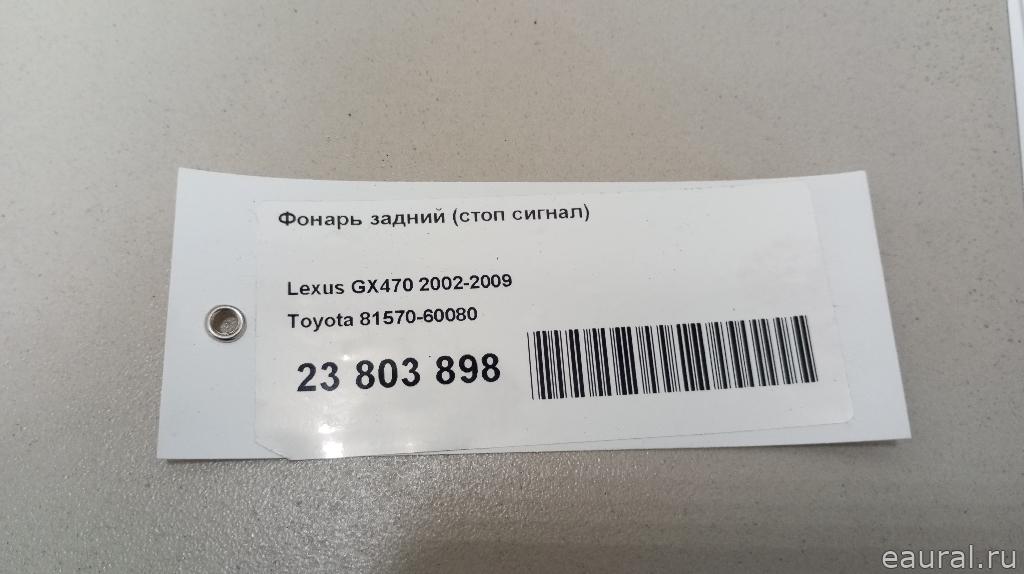 Фонарь задний (стоп сигнал)
Lexus GX470 2002-2009
Toyota 81570-60080
23 803 898
eaural.ru